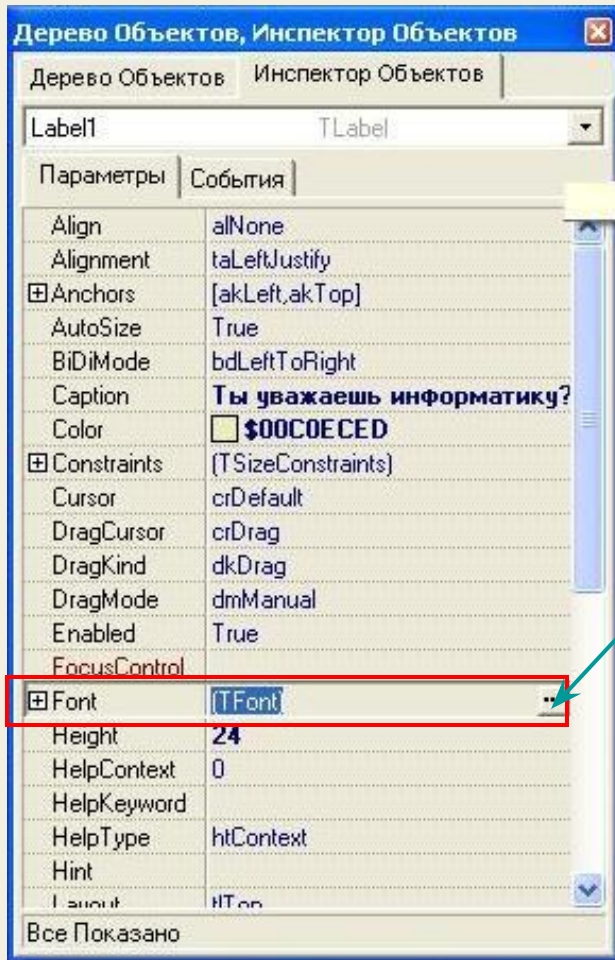 Дерево Объектов, Инспектор Объектов
Дерево Объектов Инспектор Объектов
Label1 TLabel
Параметры События
Align alNone
Alignment taLeftJustify
Anchors [akLeft,akTop]
AutoSize True
BiDiMode bdLeftToRight
Caption Ты уважаешь информатику?
Color $00C0ECED
Constraints (TSizeConstraints)
Cursor crDefault
DragCursor crDrag
DragKind dkDrag
DragMode dmManual
Enabled True
FocusControl
Font (TFont)
Height 24
HelpContext 0
HelpKeyword
HelpType htContext
Hint
Layout tlTop
Все Показано